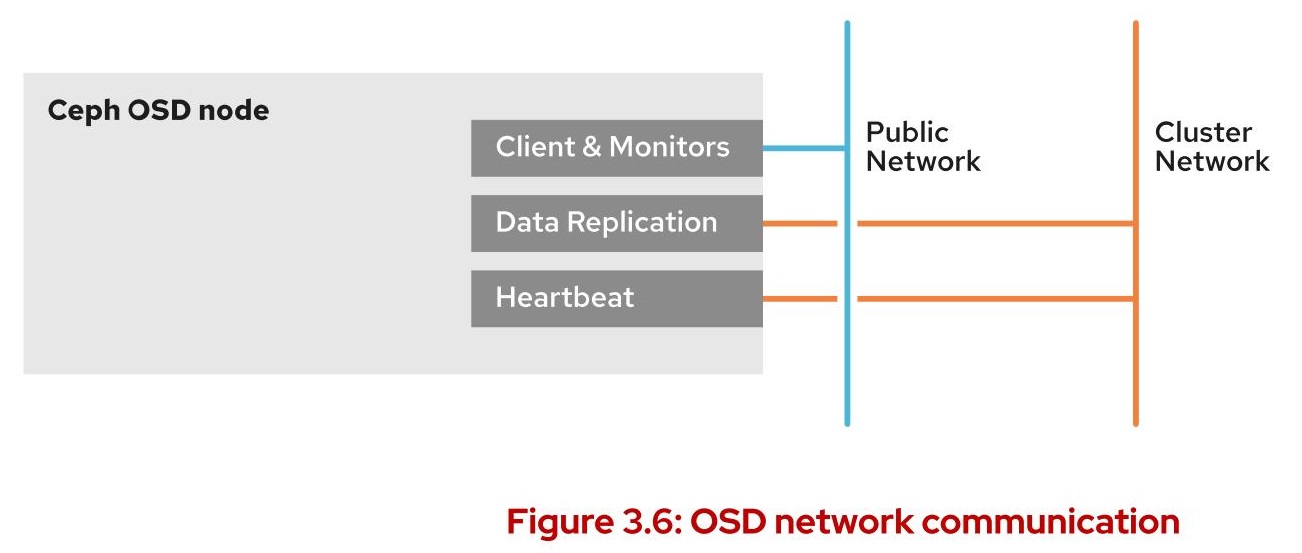 Ceph OSD node
Client & Monitors
Data Replication
Heartbeat
Public
Network
Cluster
Network
Figure 3.6: OSD network communication